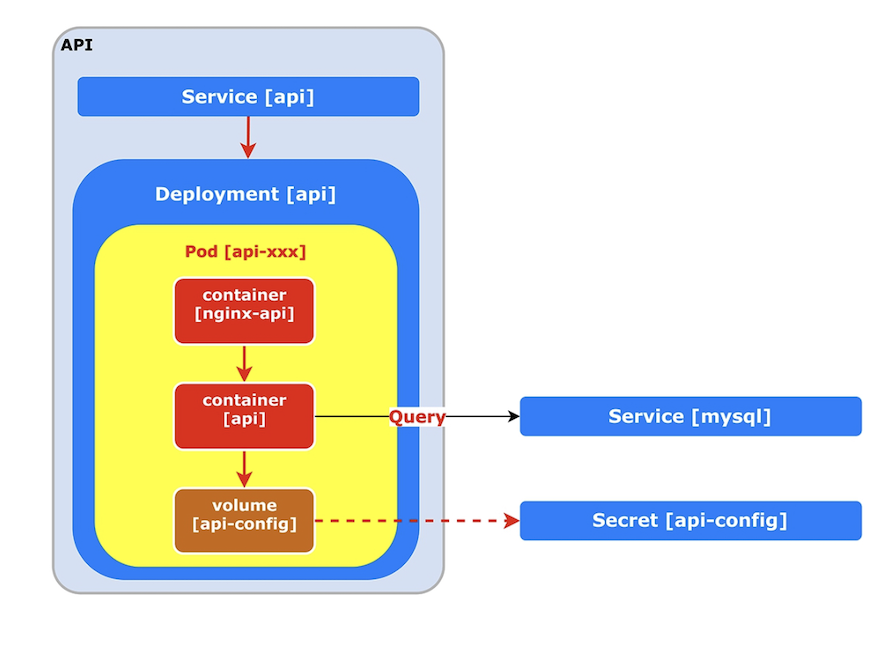 API
Service [api]
Deployment [api]
Pod [api-xxx]
container
[nginx-api]
container
[api]
Query
Service [mysql]
volume
[api-config]
Secret [api-config]